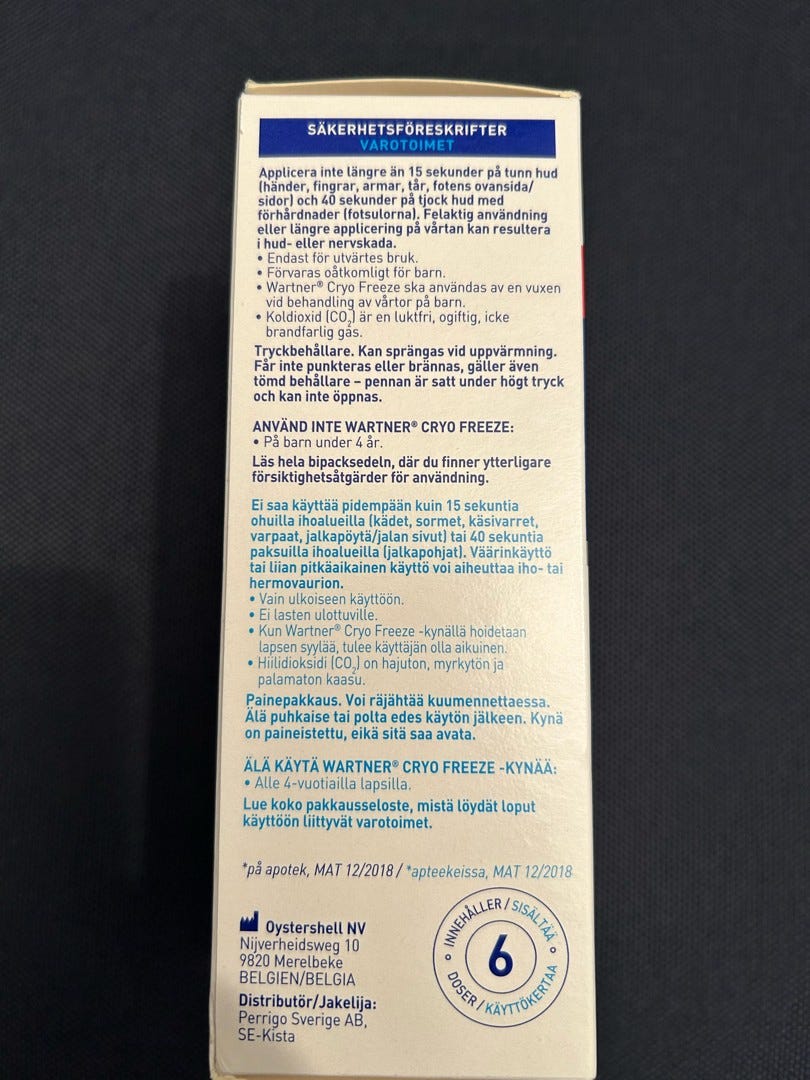 SÄKERHETSFÖRESKRIFTER
VAROTOIMET
Applicera inte längre än 15 sekunder på tunn hud
(händer, fingrar, armar, tår, fotens ovansida/
sidor) och 40 sekunder på tjock hud med
förhårdnader (fotsulorna). Felaktig användning
eller längre applicering på vårtan kan resultera
i hud- eller nervskada.
• Endast för utvärtes bruk.
• Förvaras oåtkomligt för barn.
• Wartner® Cryo Freeze ska användas av en vuxen
vid behandling av vårtor på barn.
• Koldioxid (CO₂) är en luktfri, ogiftig, icke
brandfarlig gas.
Tryckbehållare. Kan sprängas vid uppvärmning.
Får inte punkteras eller brännas, gäller även
tömd behållare – pennan är satt under högt tryck
och kan inte öppnas.
ANVÄND INTE WARTNER® CRYO FREEZE:
• På barn under 4 år.
Läs hela bipacksedeln, där du finner ytterligare
försiktighetsåtgärder för användning.
Ei saa käyttää pidempään kuin 15 sekuntia
ohuilla ihoalueilla (kädet, sormet, käsivarret,
varpaat, jalkapöytä/jalan sivut) tai 40 sekuntia
paksuilla ihoalueilla (jalkapohjat). Väärinkäyttö
tai liian pitkäaikainen käyttö voi aiheuttaa iho- tai
hermovaurion.
• Vain ulkoiseen käyttöön.
• Ei lasten ulottuville.
• Kun Wartner® Cryo Freeze -kynällä hoidetaan
lapsen syylää, tulee käyttäjän olla aikuinen.
• Hiilidioksidi (CO₂) on hajuton, myrkytön ja
palamaton kaasu.
Painepakkaus. Voi räjähtää kuumennettaessa.
Älä puhkaise tai polta edes käytön jälkeen. Kynä
on paineistettu, eikä sitä saa avata.
ÄLÄ KÄYTÄ WARTNER® CRYO FREEZE -KYNÄÄ:
• Alle 4-vuotiailla lapsilla.
Lue koko pakkausseloste, mistä löydät loput
käyttöön liittyvät varotoimet.
*på apotek, MAT 12/2018 / *apteekeissa, MAT 12/2018
Oystershell NV
Nijverheidsweg 10
9820 Merelbeke
BELGIEN/BELGIA
Distributör/Jakelija:
Perrigo Sverige AB,
SE-Kista
INNEHÅLLER / SISÄLTÄÄ
6
DOSER / KÄYTTÖKERTAA